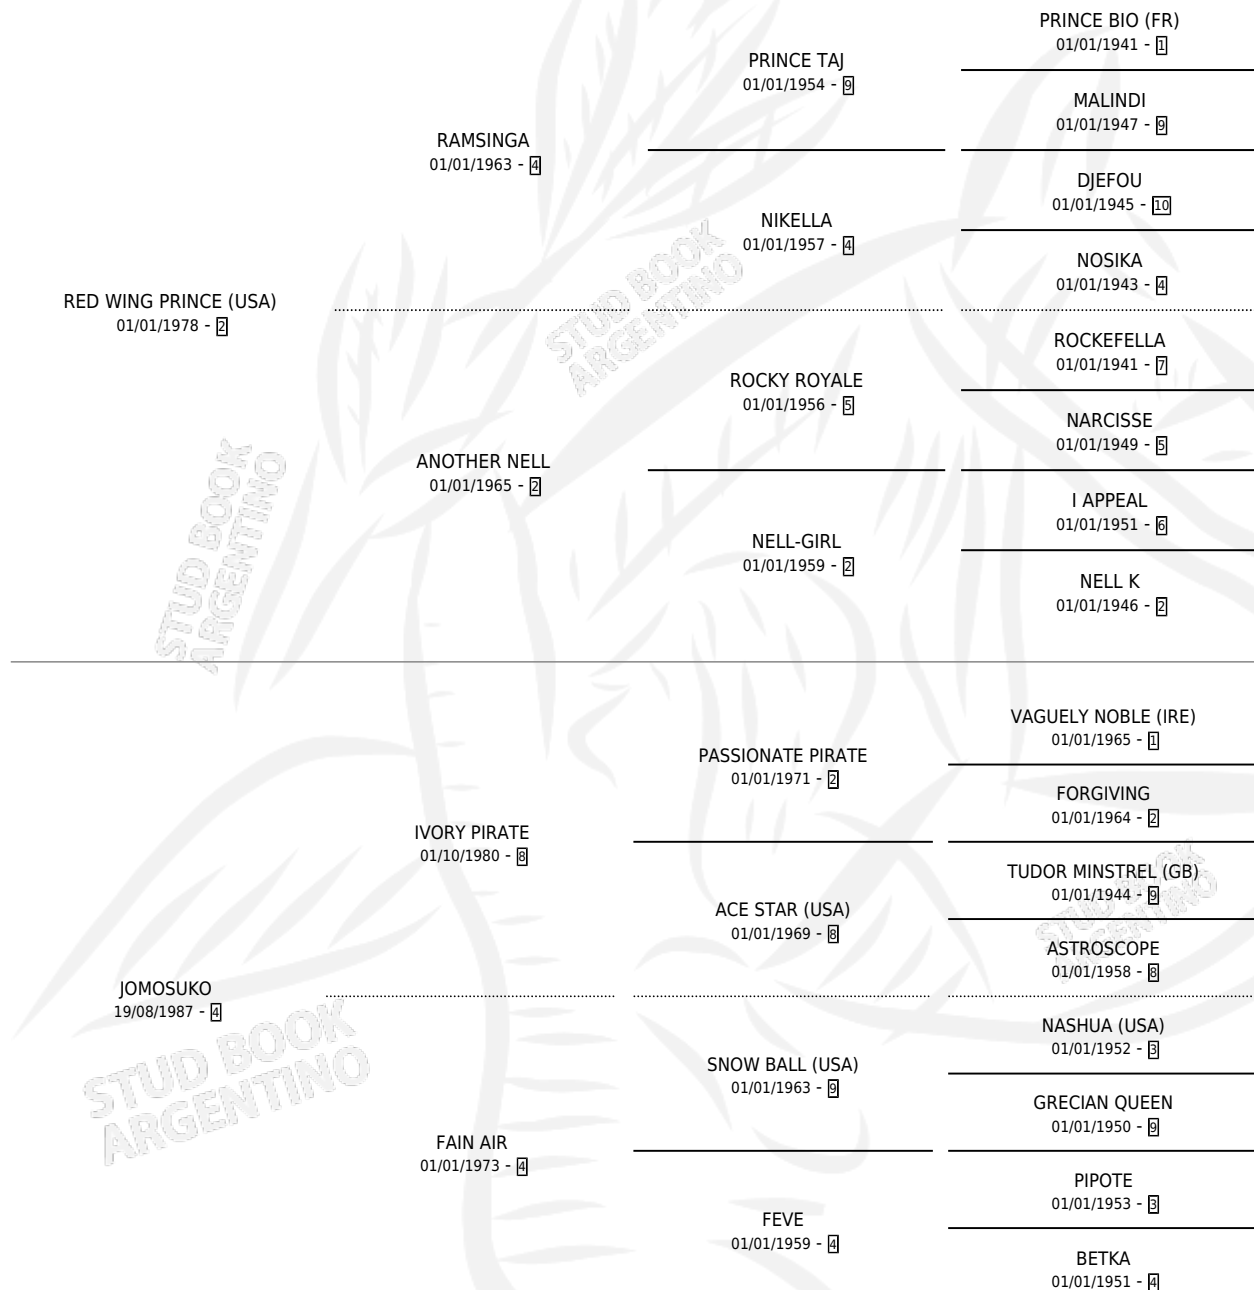 PRINCE BIO (FR)
01/01/1941 - 1
PRINCE TAJ
01/01/1954 - 9
MALINDI
01/01/1947 - 9
RAMSINGA
01/01/1963 - 4
DJEFOU
01/01/1945 - 10
NIKELLA
01/01/1957 - 4
NOSIKA
01/01/1943 - 4
RED WING PRINCE (USA)
01/01/1978 - 2
ROCKEFELLA
01/01/1941 - 7
ROCKY ROYALE
01/01/1956 - 5
NARCISSE
01/01/1949 - 5
ANOTHER NELL
01/01/1965 - 2
I APPEAL
01/01/1951 - 6
NELL-GIRL
01/01/1959 - 2
NELL K
01/01/1946 - 2
VAGUELY NOBLE (IRE)
01/01/1965 - 1
PASSIONATE PIRATE
01/01/1971 - 2
FORGIVING
01/01/1964 - 2
IVORY PIRATE
01/10/1980 - 8
TUDOR MINSTREL (GB)
01/01/1944 - 9
ACE STAR (USA)
01/01/1969 - 8
ASTROSCOPE
01/01/1958 - 8
JOMOSUKO
19/08/1987 - 4
NASHUA (USA)
01/01/1952 - 3
SNOW BALL (USA)
01/01/1963 - 9
GRECIAN QUEEN
01/01/1950 - 9
FAIN AIR
01/01/1973 - 4
PIPOTE
01/01/1953 - 3
FEVE
01/01/1959 - 4
BETKA
01/01/1951 - 4
STUD BOOK
ARGENTINO
STUD BOOK
ARGENTINO
STUD BOOK
ARGENTINO
STUD BOOK
ARGENTINO